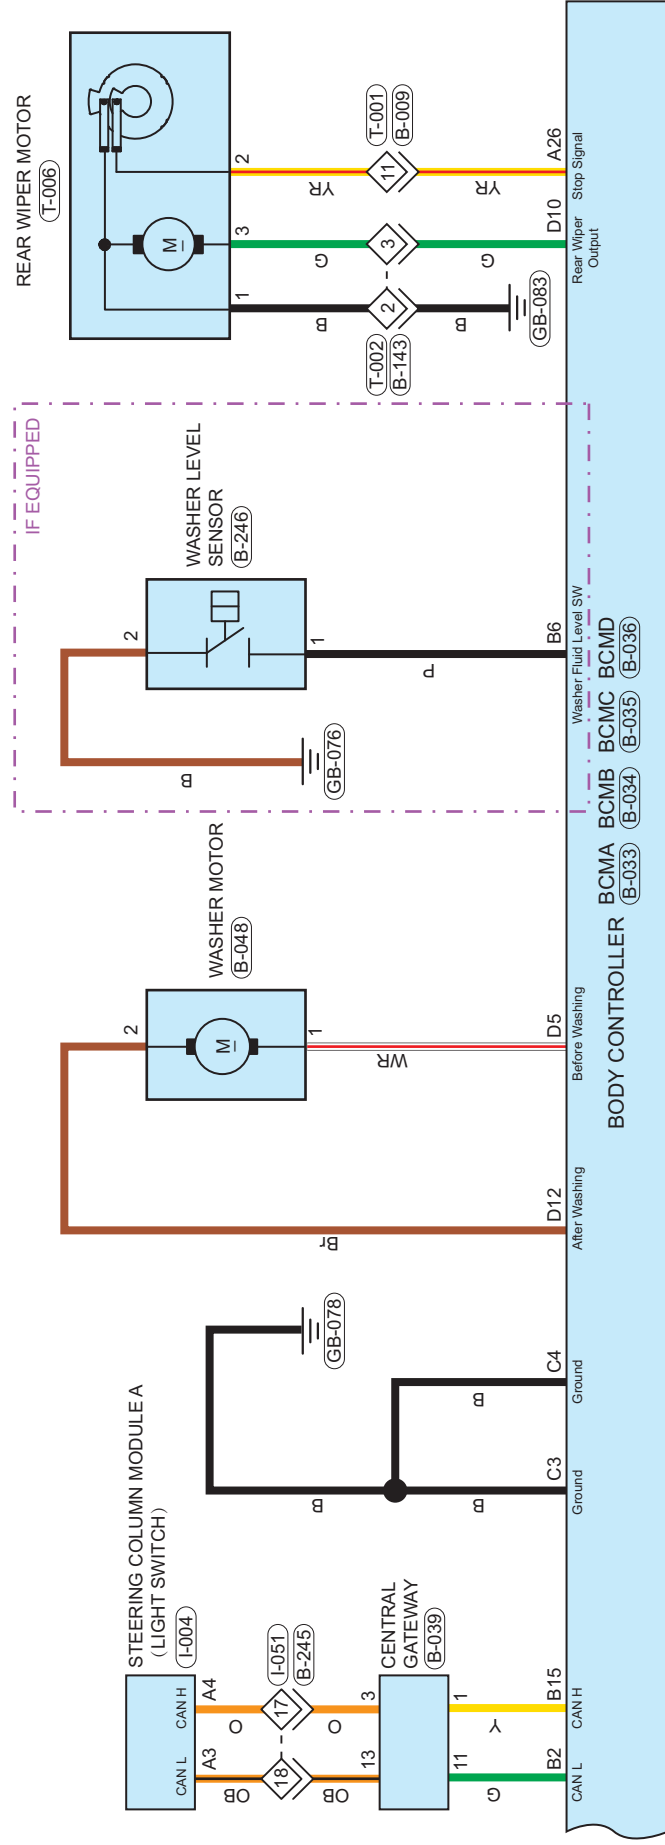 STEERING COLUMN MODULE A
(LIGHT SWITCH)
I-004
CAN L
CAN H
A3
A4
OB
O
18
17
I-051
B-245
OB
O
13
3
CENTRAL
GATEWAY
B-039
11
1
G
Y
B2
B15
CAN L
CAN H
GB-078
B
B
B
C3
C4
Ground
Ground
Br
D12
After Washing
WASHER MOTOR
B-048
2
M
1
WR
D5
Before Washing
IF EQUIPPED
WASHER LEVEL
SENSOR
B-246
2
1
B
GB-076
P
B6
Washer Fluid Level SW
REAR WIPER MOTOR
T-006
M
1
3
2
B
G
YR
2
3
11
T-002
B-143
T-001
B-009
B
G
YR
GB-083
D10
A26
Rear Wiper
Output
Stop Signal
BODY CONTROLLER
BCMA
B-033
BCMB
B-034
BCMC
B-035
BCMD
B-036